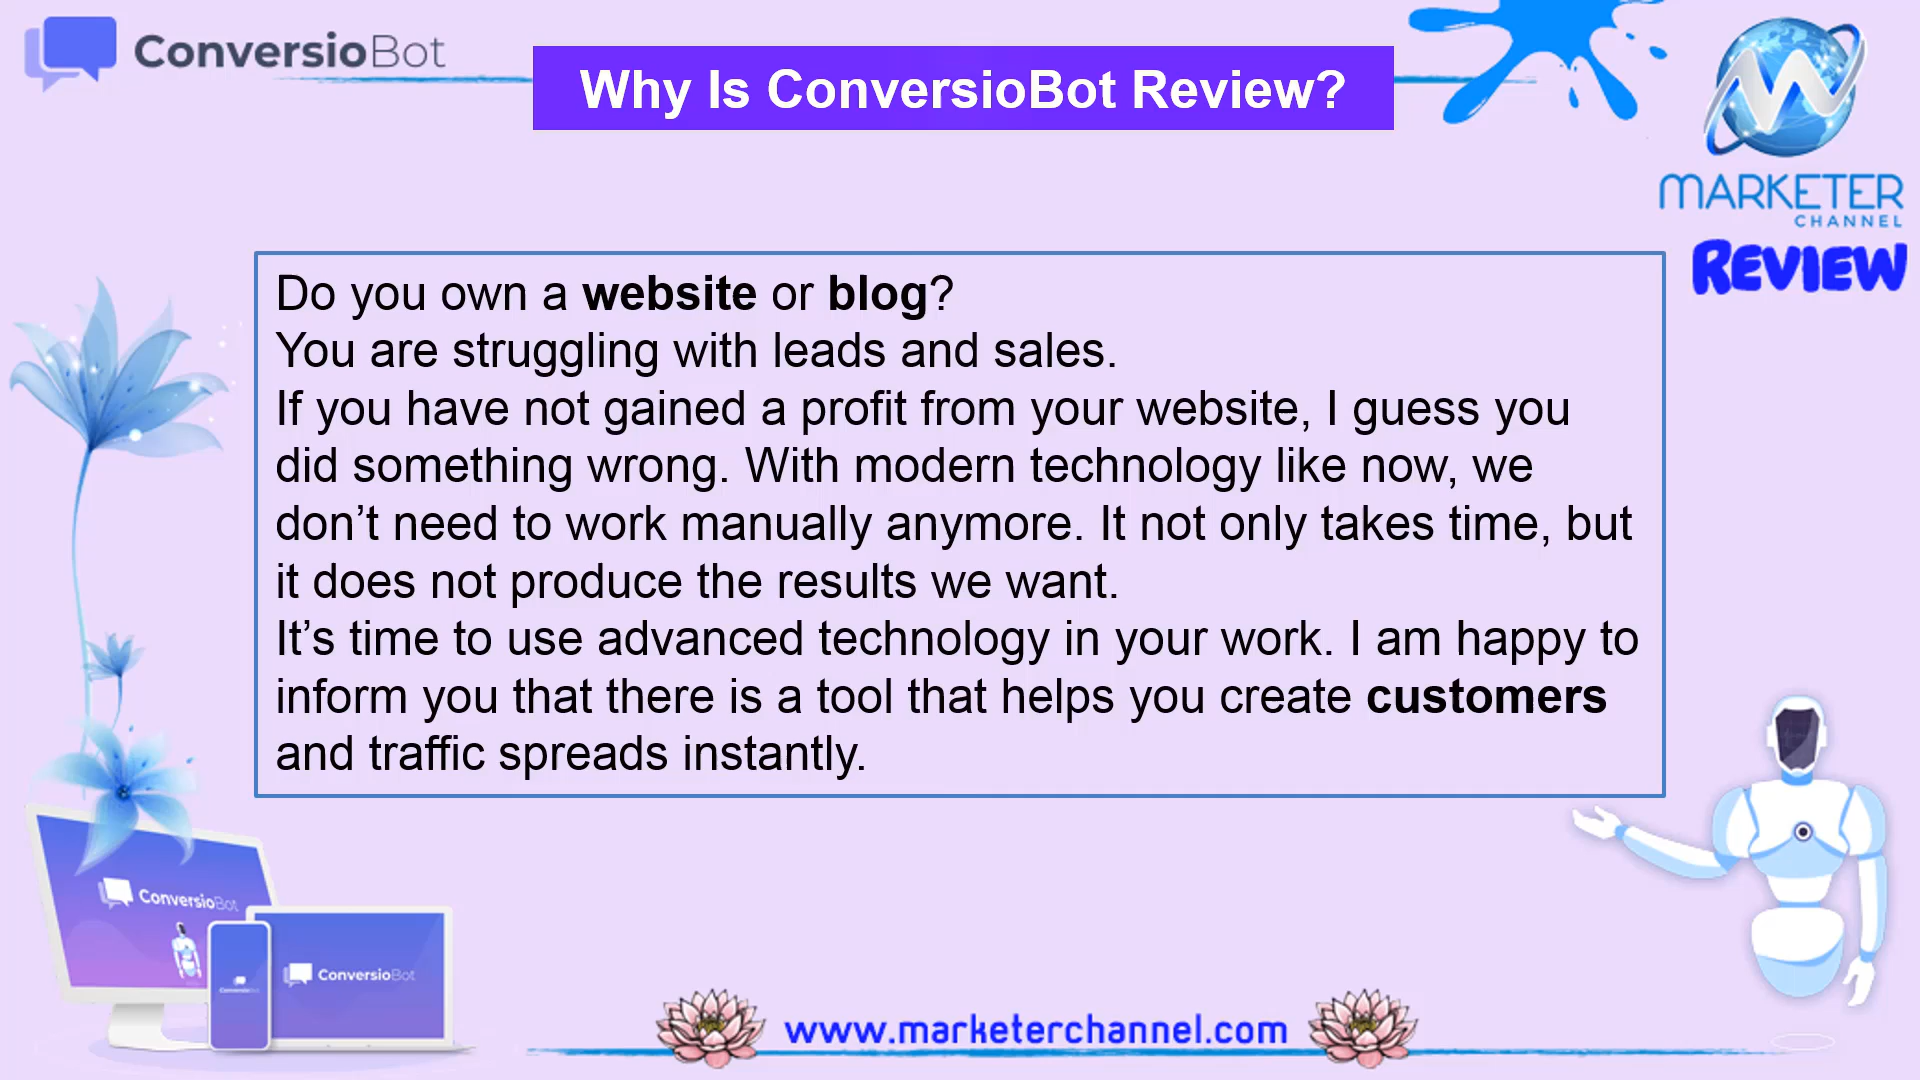 ConversioBot
Why Is ConversioBot Review?
MARKETER
CHANNEL
REVIEW
Do you own a website or blog?
You are struggling with leads and sales.
If you have not gained a profit from your website, I guess you
did something wrong. With modern technology like now, we
don’t need to work manually anymore. It not only takes time, but
it does not produce the results we want.
It’s time to use advanced technology in your work. I am happy to
inform you that there is a tool that helps you create customers
and traffic spreads instantly.
ConversioBot
ConversioBot
ConversioBot
www.marketerchannel.com